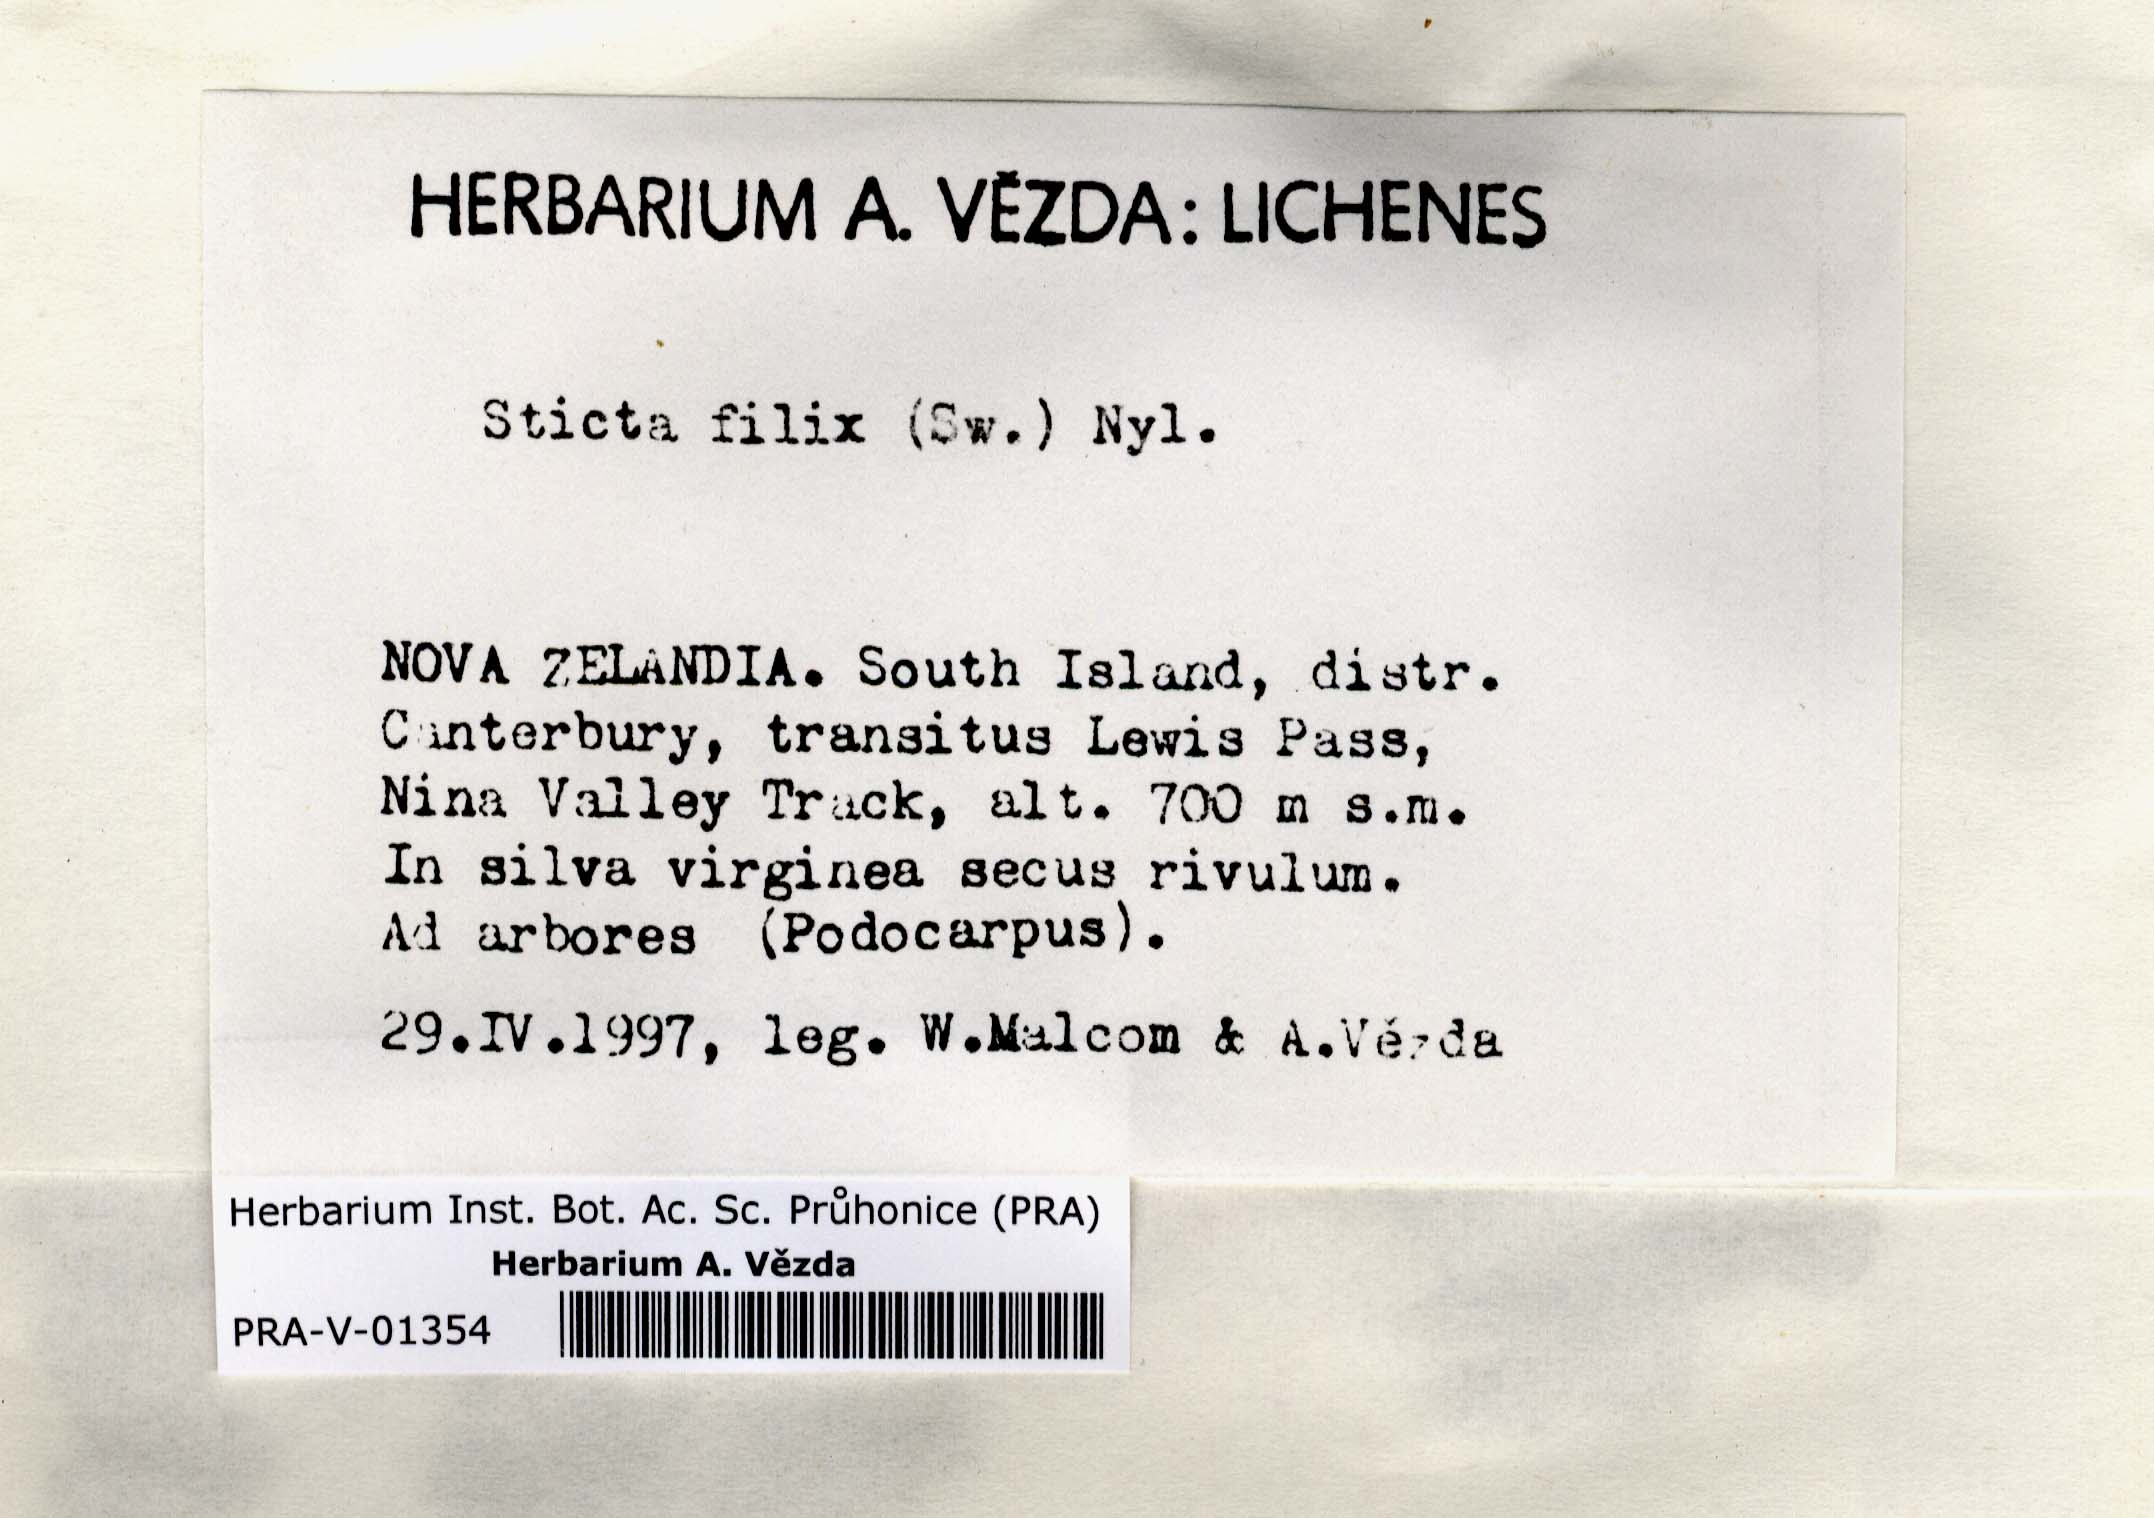 HERBARIUM A. VĚZDA: LICHENES
Sticta filix (Sw.) Nyl.
NOVA ZELANDIA. South Island, distr.
Canterbury, transitus Lewis Pass,
Nina Valley Track, alt. 700 m s.m.
In silva virginea secus rivulum.
Ad arbores (Podocarpus).
29.IV.1997, leg. W.Malcom & A.Vězda
Herbarium Inst. Bot. Ac. Sc. Průhonice (PRA)
Herbarium A. Vězda
PRA-V-01354